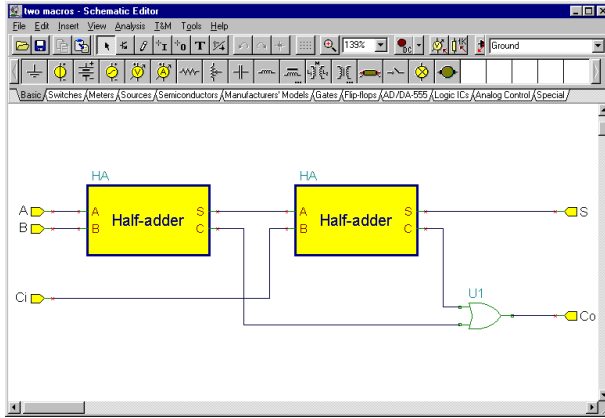 two macros - Schematic Editor
File Edit Insert View Analysis T&M Tools Help
T 139% DC Ground
Basic Switches Meters Sources Semiconductors Manufacturers' Models Gates Flip-flops AD/DA-555 Logic ICs Analog Control Special
HA HA
A A Half-adder S A Half-adder S S
B B C B C
Ci
U1
Co